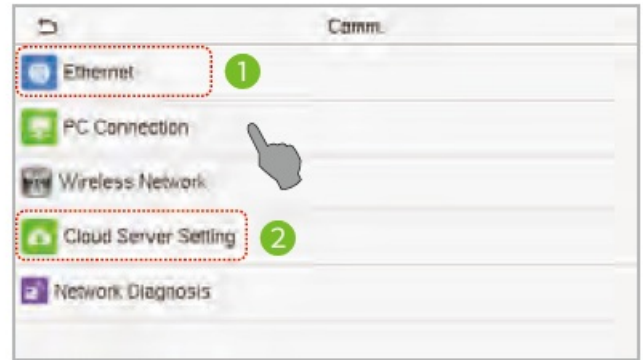 Comm.
Ethernet
1
PC Connection
Wireless Network
Cloud Server Setting
2
Network Diagnosis